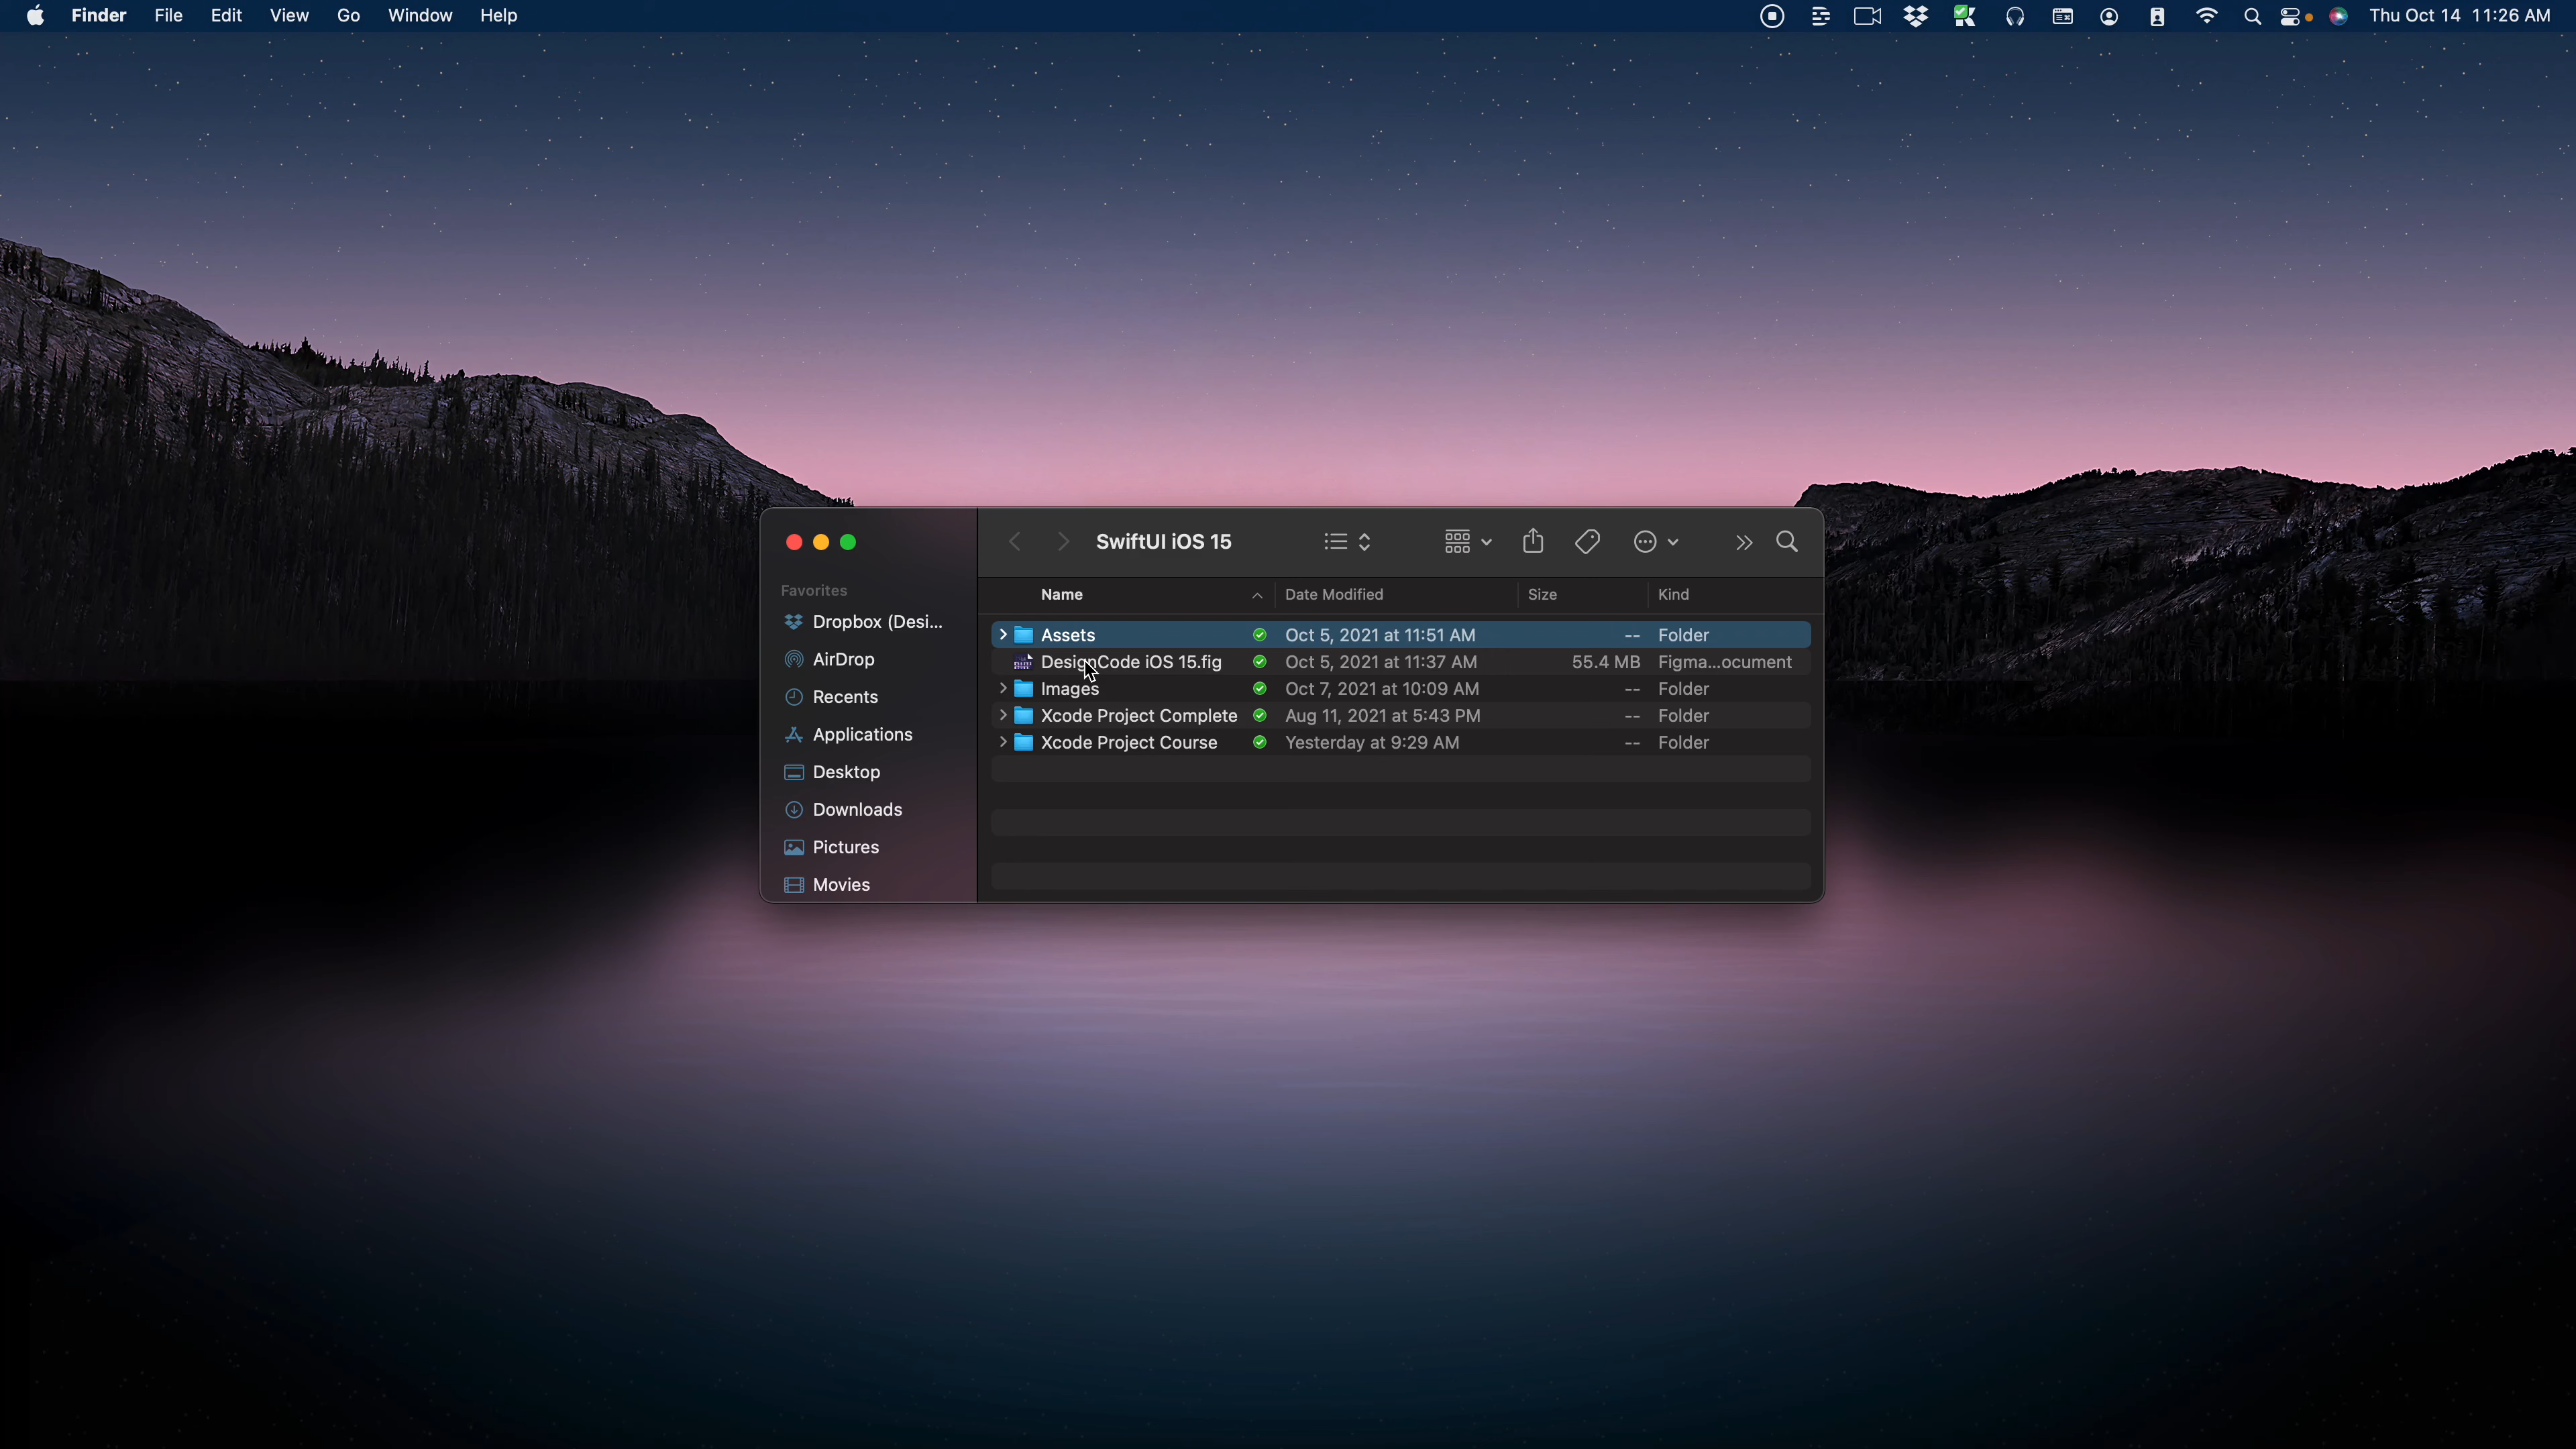 Finder File Edit View Go Window Help Thu Oct 14 11:26 AM
SwiftUI iOS 15
Favorites
Dropbox (Desi...
AirDrop
Recents
Applications
Desktop
Downloads
Pictures
Movies
Name Date Modified Size Kind
Assets Oct 5, 2021 at 11:51 AM -- Folder
DesignCode iOS 15.fig Oct 5, 2021 at 11:37 AM 55.4 MB Figma...ocument
Images Oct 7, 2021 at 10:09 AM -- Folder
Xcode Project Complete Aug 11, 2021 at 5:43 PM -- Folder
Xcode Project Course Yesterday at 9:29 AM -- Folder